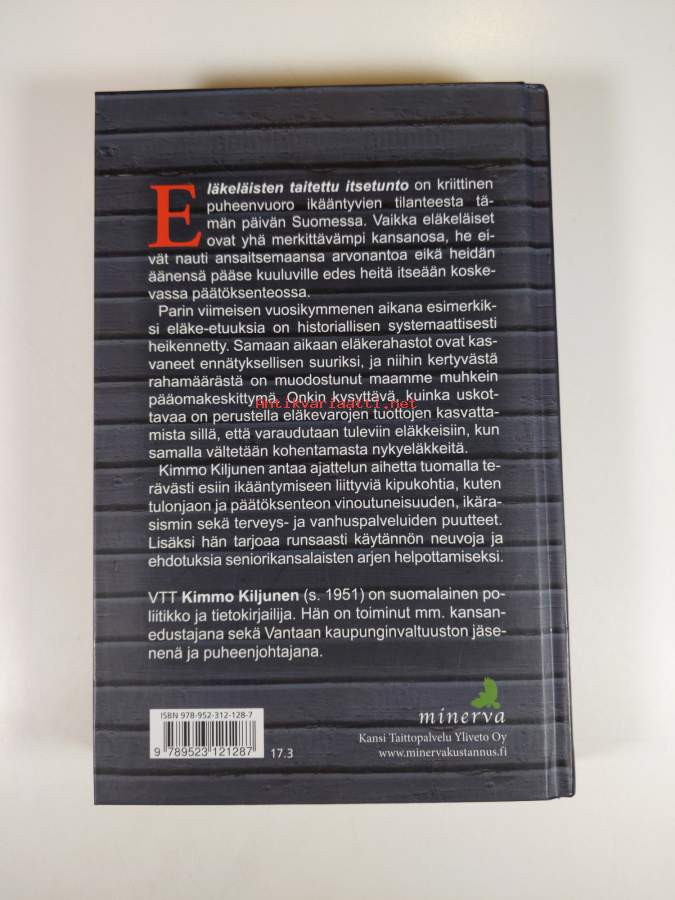 Eläkeläisten taitettu itsetunto on kriittinen
puheenvuoro ikääntyvien tilanteesta tä-
män päivän Suomessa. Vaikka eläkeläiset
ovat yhä merkittävämpi kansanosa, he ei-
vät nauti ansaitsemaansa arvonantoa eikä heidän
äänensä pääse kuuluville edes heitä itseään koske-
vassa päätöksenteossa.
Parin viimeisen vuosikymmenen aikana esimerkik-
si eläke-etuuksia on historiallisen systemaattisesti
heikennetty. Samaan aikaan eläkerahastot ovat kas-
vaneet ennätyksellisen suuriksi, ja niihin kertyvästä
rahamäärästä on muodostunut maamme muhkein
pääomakeskittymä. Onkin kysyttävä, kuinka uskot-
Antikvariaatti.net
tavaa on perustella eläkevarojen tuottojen kasvatta-
mista sillä, että varaudutaan tuleviin eläkkeisiin, kun
samalla vältetään kohentamasta nykyeläkkeitä.
Kimmo Kiljunen antaa ajattelun aihetta tuomalla te-
rävästi esiin ikääntymiseen liittyviä kipukohtia, kuten
tulonjaon ja päätöksenteon vinoutuneisuuden, ikära-
sismin sekä terveys- ja vanhuspalveluiden puutteet.
Lisäksi hän tarjoaa runsaasti käytännön neuvoja ja
ehdotuksia seniorikansalaisten arjen helpottamiseksi.
VTT Kimmo Kiljunen (s. 1951) on suomalainen po-
liitikko ja tietokirjailija. Hän on toiminut mm. kansan-
edustajana sekä Vantaan kaupunginvaltuuston jäse-
nenä ja puheenjohtajana.
ISBN 978-952-312-128-7
9 789523 121287
17.3
minerva
Kansi Taittopalvelu Yliveto Oy
www.minervakustannus.fi